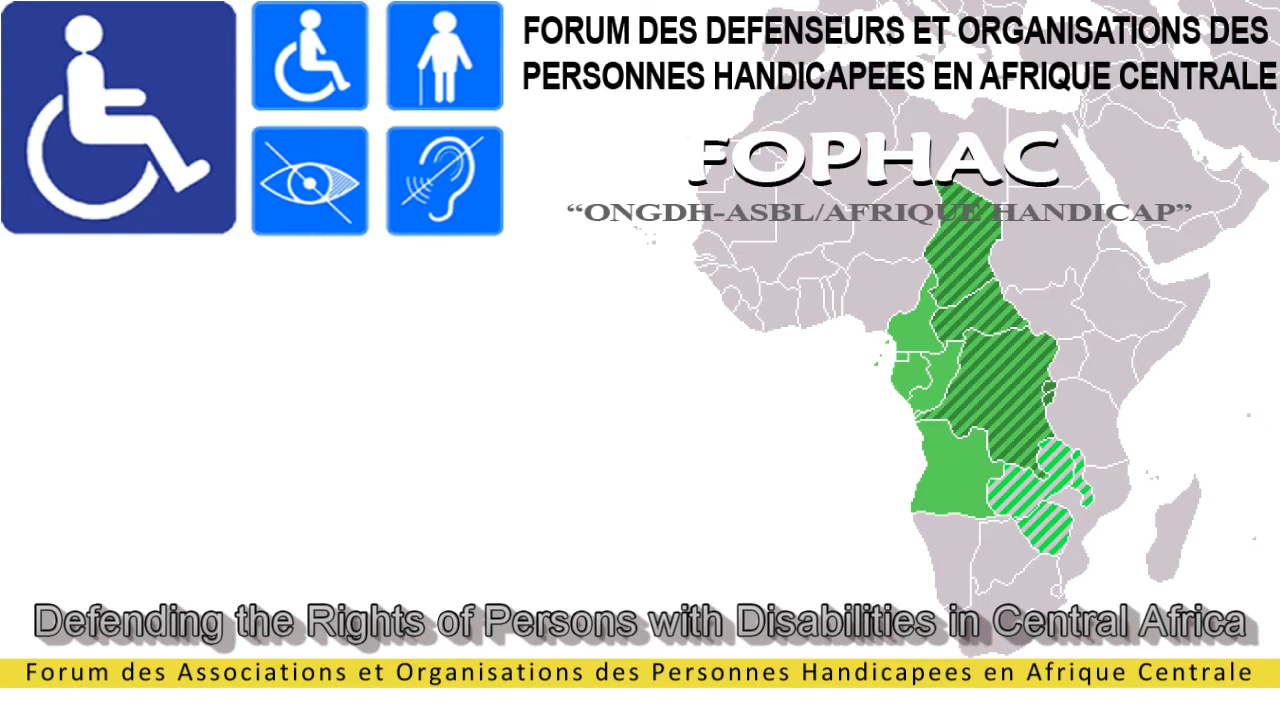 FORUM DES DEFENSEURS ET ORGANISATIONS DES
PERSONNES HANDICAPEES EN AFRIQUE CENTRALE
FOPHAC
“ONGDH-ASBL/AFRIQUE HANDICAP”
Defending the Rights of Persons with Disabilities in Central Africa
Forum des Associations et Organisations des Personnes Handicapees en Afrique Centrale